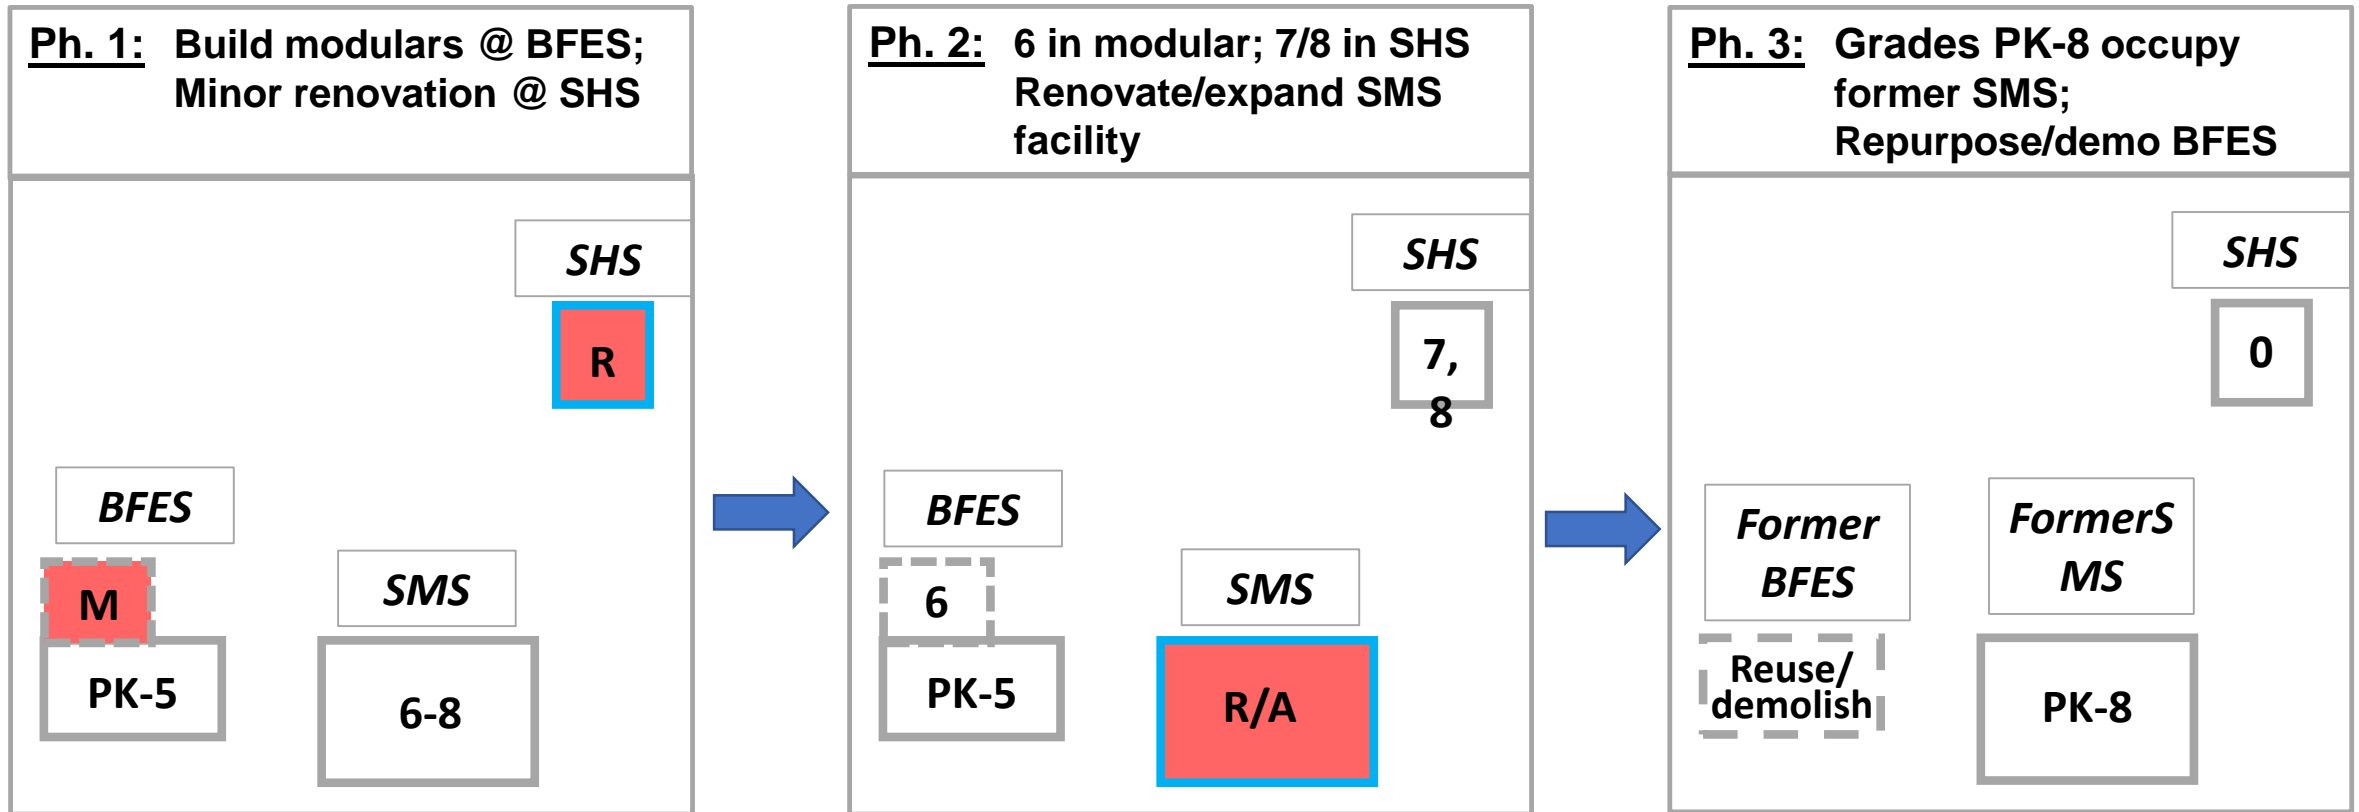 Ph. 1: Build modulars @ BFES;
Minor renovation @ SHS
SHS
R
BFES
M
PK-5
SMS
6-8
Ph. 2: 6 in modular; 7/8 in SHS
Renovate/expand SMS
facility
SHS
7,
8
BFES
6
PK-5
SMS
R/A
Ph. 3: Grades PK-8 occupy
former SMS;
Repurpose/demo BFES
SHS
0
Former
BFES
Reuse/
demolish
FormerS
MS
PK-8